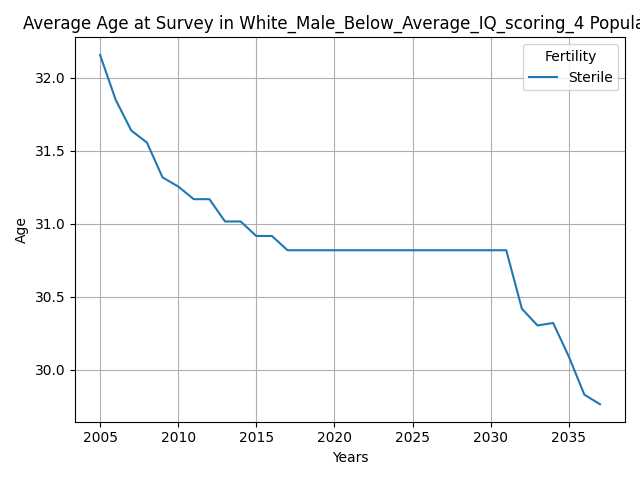 Average Age at Survey in White_Male_Below_Average_IQ_scoring_4 Popula
Fertility
Sterile
32.0
31.5
31.0
30.5
30.0
Age
2005 2010 2015 2020 2025 2030 2035
Years